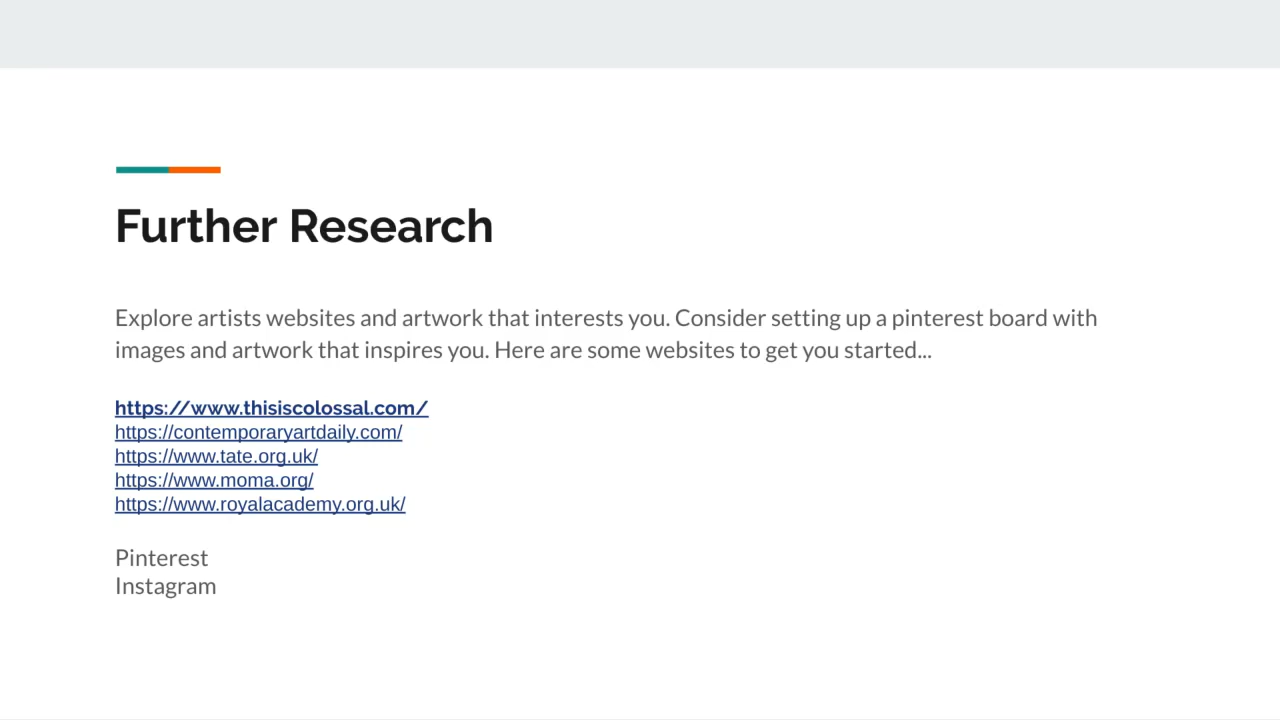 Further Research
Explore artists websites and artwork that interests you. Consider setting up a pinterest board with
images and artwork that inspires you. Here are some websites to get you started...
https://www.thisiscolossal.com/
https://contemporaryartdaily.com/
https://www.tate.org.uk/
https://www.moma.org/
https://www.royalacademy.org.uk/
Pinterest
Instagram